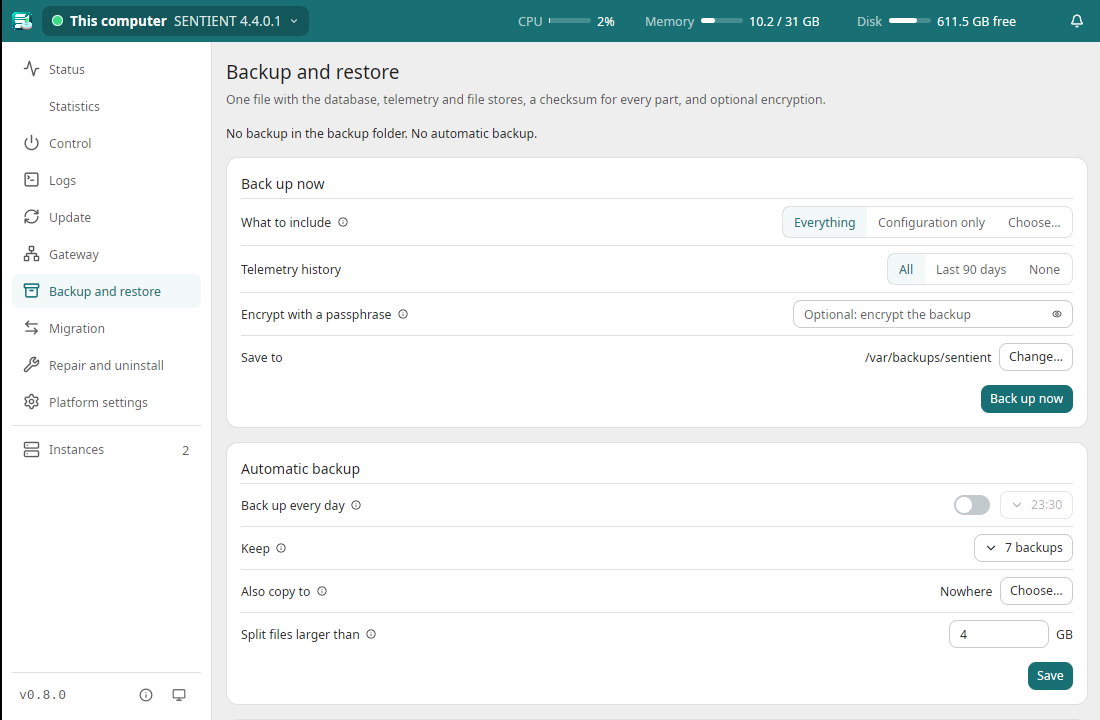 This computer SENTIENT 4.4.0.1
CPU 2%
Memory 10.2 / 31 GB
Disk 611.5 GB free
Status
Statistics
Control
Logs
Update
Gateway
Backup and restore
Migration
Repair and uninstall
Platform settings
Instances 2
v0.8.0
Backup and restore
One file with the database, telemetry and file stores, a checksum for every part, and optional encryption.
No backup in the backup folder. No automatic backup.
Back up now
What to include Everything Configuration only Choose...
Telemetry history All Last 90 days None
Encrypt with a passphrase Optional: encrypt the backup
Save to /var/backups/sentient Change...
Back up now
Automatic backup
Back up every day 23:30
Keep 7 backups
Also copy to Nowhere Choose...
Split files larger than 4 GB
Save